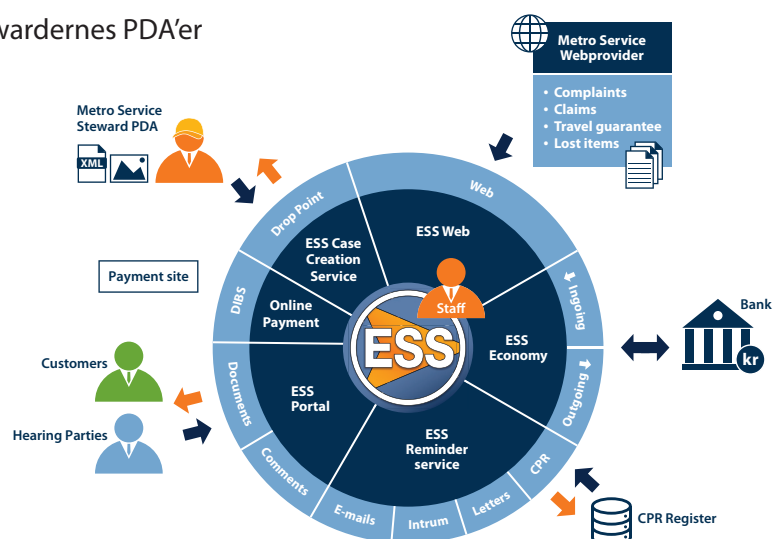 wardernes PDA'er
Metro Service
Webprovider
• Complaints
• Claims
• Travel guarantee
• Lost items
Metro Service
Steward PDA
XML
Web
Drop Point
ESS Web
ESS Case
Creation
Service
Ingoing
Payment site
DIBS
Online
Payment
Staff
ESS
ESS
Economy
Bank
kr
Customers
Documents
ESS
Portal
Outgoing
Hearing Parties
ESS
Reminder
service
Comments
CPR
E-mails
Intrum
Letters
CPR Register